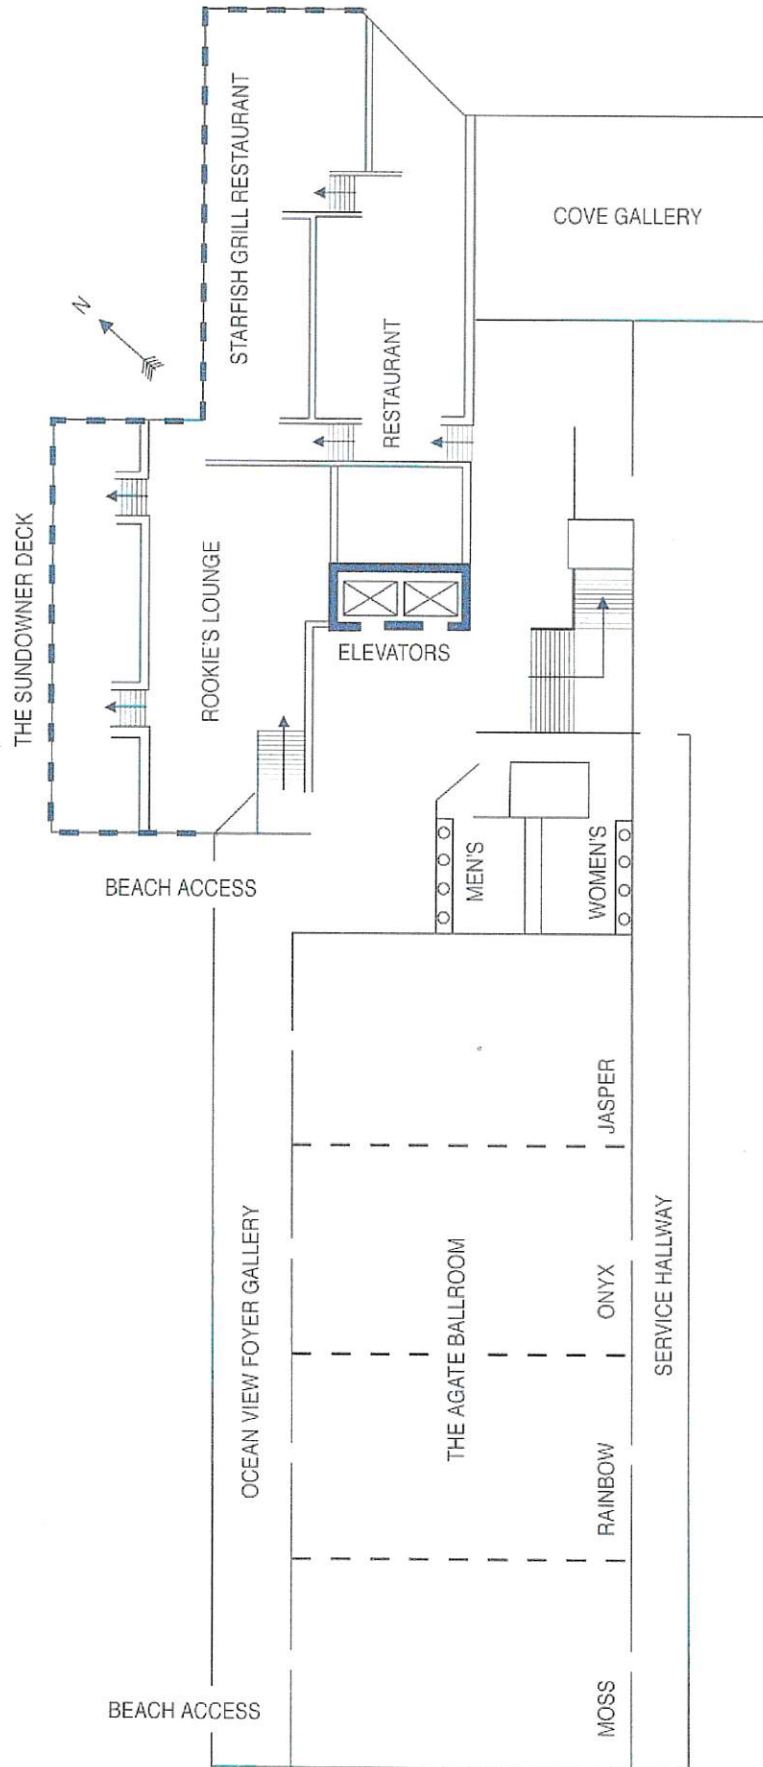 N
STARFISH GRILL RESTAURANT
COVE GALLERY
RESTAURANT
THE SUNDOWNER DECK
ROOKIE'S LOUNGE
ELEVATORS
BEACH ACCESS
MEN'S
WOMEN'S
JASPER
OCEAN VIEW FOYER GALLERY
THE AGATE BALLROOM
ONYX
SERVICE HALLWAY
RAINBOW
BEACH ACCESS
MOSS